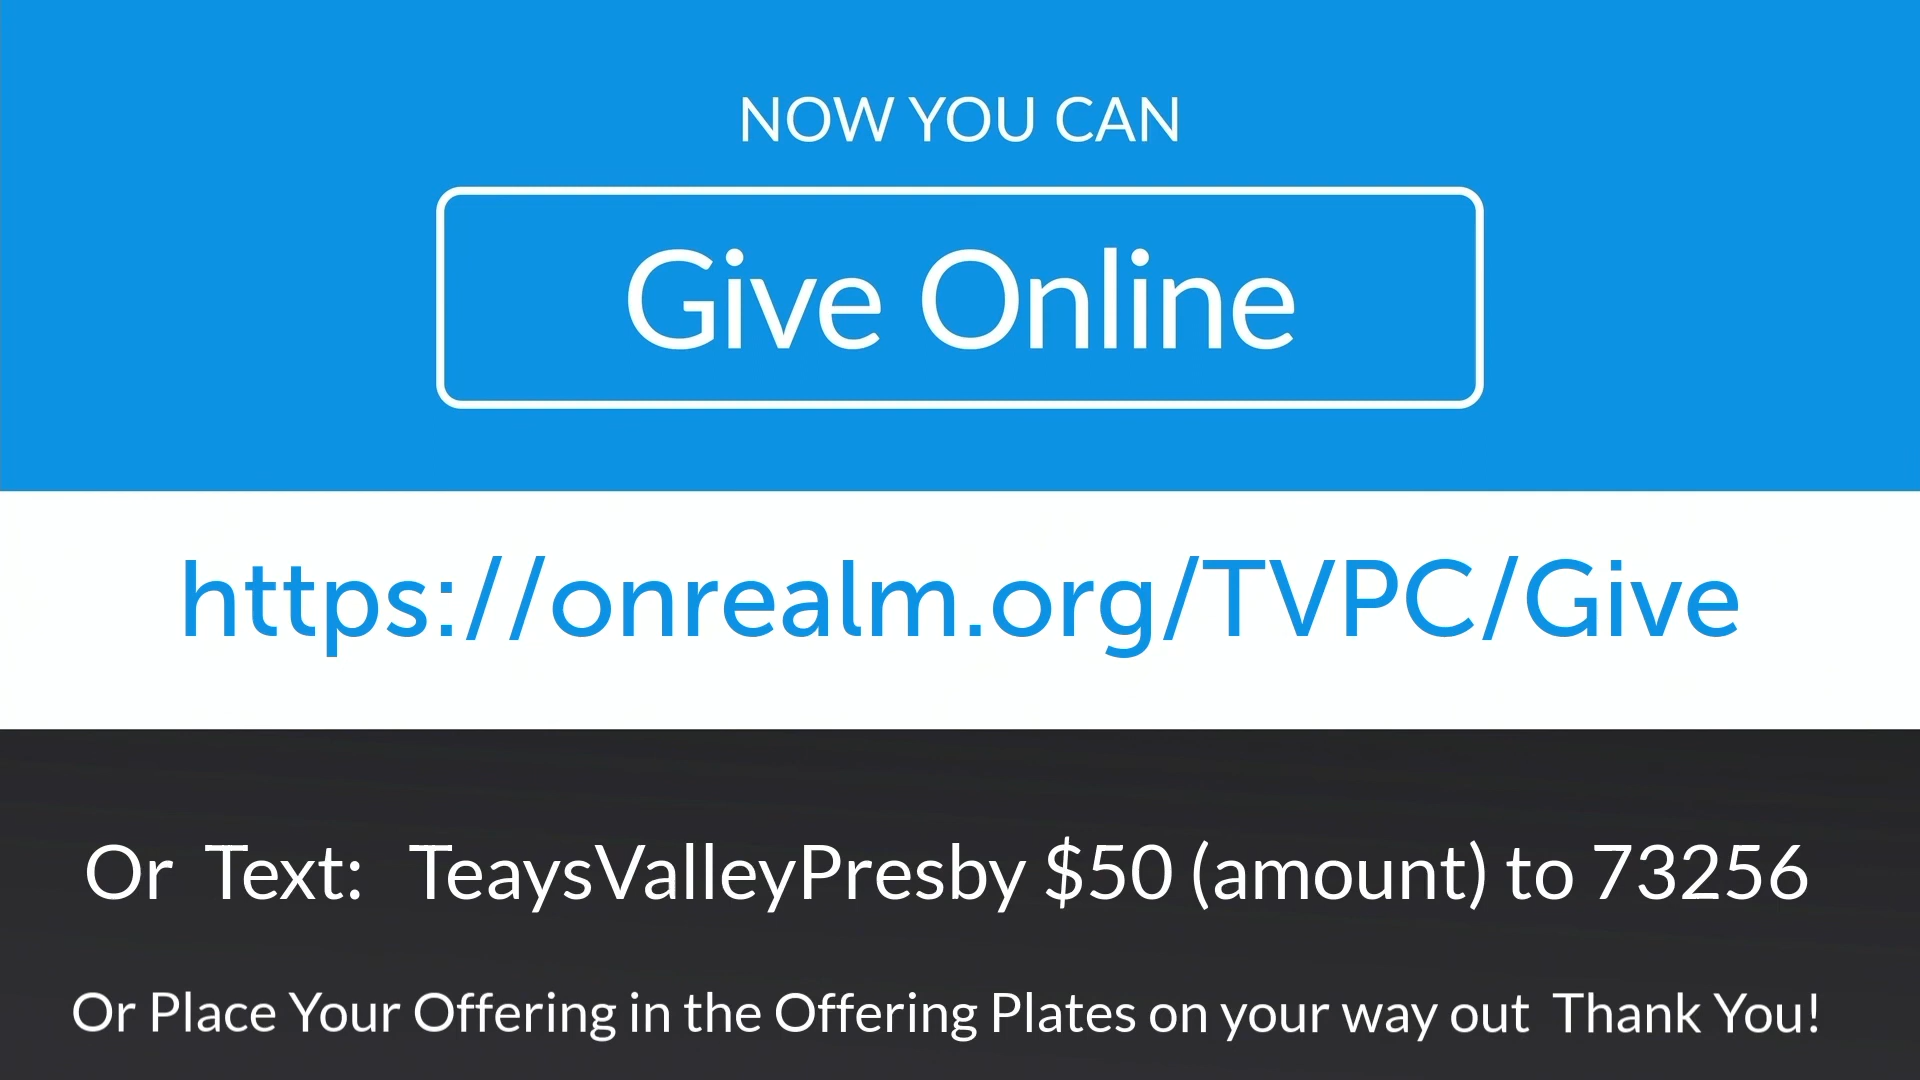 NOW YOU CAN
Give Online
https://onrealm.org/TVPC/Give
Or Text: TeaysValleyPresby $50 (amount) to 73256
Or Place Your Offering in the Offering Plates on your way out Thank You!